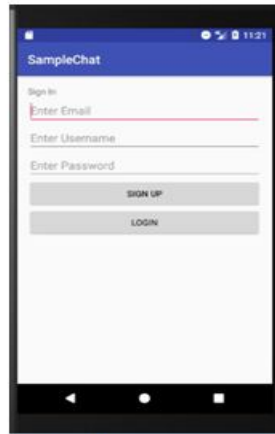 11:21
SampleChat
Sign In
Enter Email
Enter Username
Enter Password
SIGN UP
LOGIN